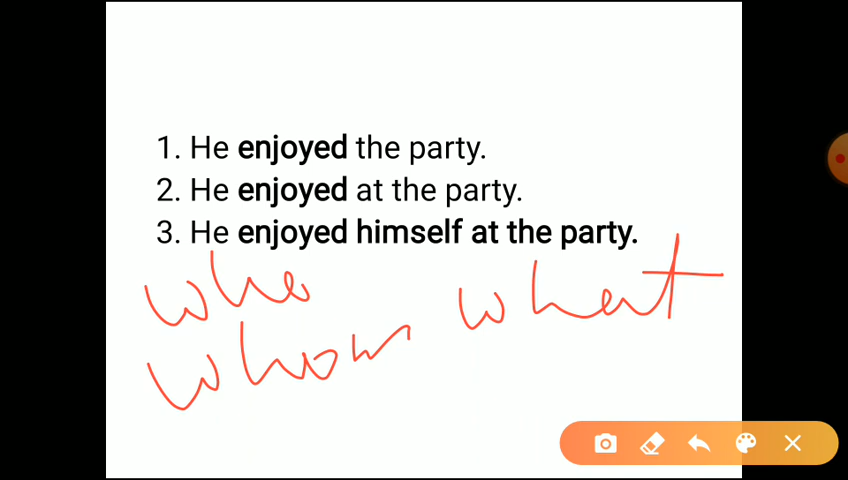 1. He enjoyed the party.
2. He enjoyed at the party.
3. He enjoyed himself at the party.
who what
whom